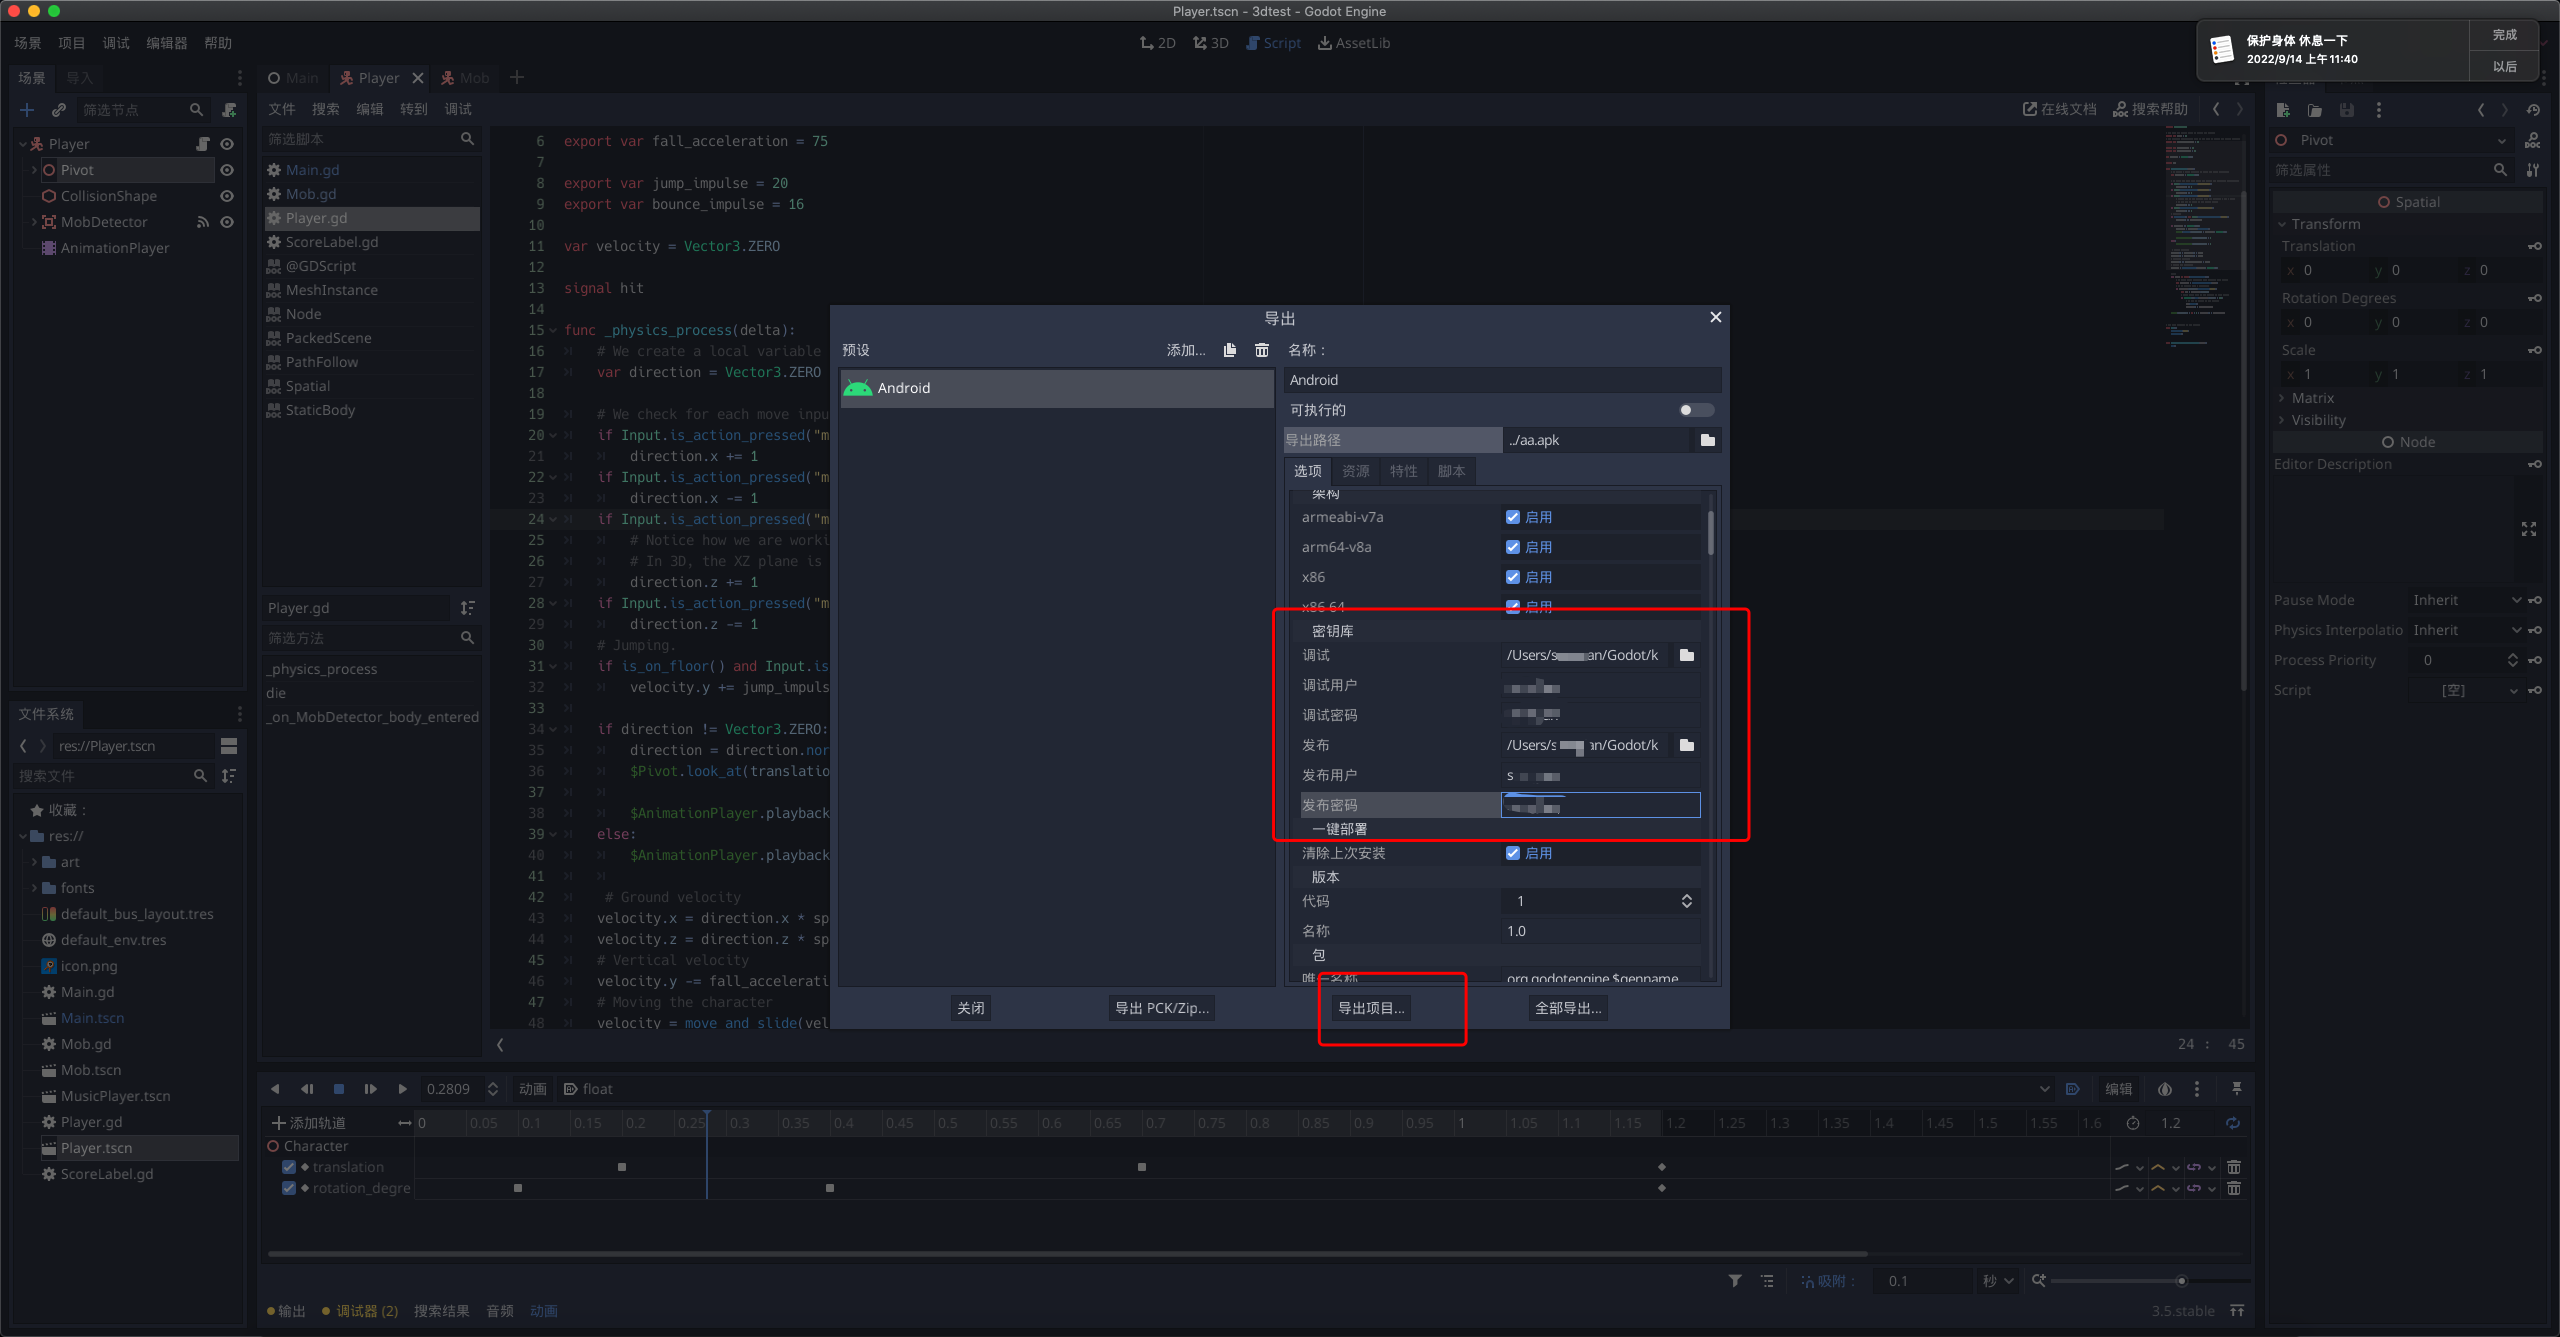 Player.tscn - 3dtest - Godot Engine
场景 项目 调试 编辑器 帮助
2D 3D Script AssetLib
保护身体 休息一下
2022/9/14 上午11:40
完成
以后
场景 导入
筛选节点
Player
Pivot
CollisionShape
MobDetector
AnimationPlayer
Main Player Mob
文件 搜索 编辑 转到 调试
在线文档 搜索帮助
筛选脚本
Main.gd
Mob.gd
Player.gd
ScoreLabel.gd
@GDScript
MeshInstance
Node
PackedScene
PathFollow
Spatial
StaticBody
Player.gd
筛选方法
_physics_process
die
_on_MobDetector_body_entered
6 export var fall_acceleration = 75
7
8 export var jump_impulse = 20
9 export var bounce_impulse = 16
10
11 var velocity = Vector3.ZERO
12
13 signal hit
14
15 func _physics_process(delta):
16 # We create a local variable
17 var direction = Vector3.ZERO
18
19 # We check for each move inpu
20 if Input.is_action_pressed("m
21 direction.x += 1
22 if Input.is_action_pressed("m
23 direction.x -= 1
24 if Input.is_action_pressed("m
25 # Notice how we are worki
26 # In 3D, the XZ plane is
27 direction.z += 1
28 if Input.is_action_pressed("m
29 direction.z -= 1
30 # Jumping.
31 if is_on_floor() and Input.is
32 velocity.y += jump_impuls
33
34 if direction != Vector3.ZERO:
35 direction = direction.nor
36 $Pivot.look_at(translatio
37
38 $AnimationPlayer.playback
39 else:
40 $AnimationPlayer.playback
41
42 # Ground velocity
43 velocity.x = direction.x * sp
44 velocity.z = direction.z * sp
45 # Vertical velocity
46 velocity.y -= fall_accelerati
47 # Moving the character
48 velocity = move_and_slide(vel
24 : 45
导出
预设 添加... 名称：
Android
Android
可执行的
导出路径 ../aa.apk
选项 资源 特性 脚本
架构
armeabi-v7a 启用
arm64-v8a 启用
x86 启用
x86 64 启用
密钥库
调试 /Users/s an/Godot/k
调试用户
调试密码
发布 /Users/s an/Godot/k
发布用户 s
发布密码
一键部署
清除上次安装 启用
版本
代码 1
名称 1.0
包
唯一名称 org.godotengine.$genname
关闭 导出 PCK/Zip... 导出项目... 全部导出...
Pivot
筛选属性
Spatial
Transform
Translation
x 0 y 0 z 0
Rotation Degrees
x 0 y 0 z 0
Scale
x 1 y 1 z 1
Matrix
Visibility
Node
Editor Description
Pause Mode Inherit
Physics Interpolatio Inherit
Process Priority 0
Script [空]
文件系统
res://Player.tscn
搜索文件
收藏：
res://
art
fonts
default_bus_layout.tres
default_env.tres
icon.png
Main.gd
Main.tscn
Mob.gd
Mob.tscn
MusicPlayer.tscn
Player.gd
Player.tscn
ScoreLabel.gd
0.2809 动画 float 编辑
添加轨道 0 0.05 0.1 0.15 0.2 0.25 0.3 0.35 0.4 0.45 0.5 0.55 0.6 0.65 0.7 0.75 0.8 0.85 0.9 0.95 1 1.05 1.1 1.15 1.2 1.25 1.3 1.35 1.4 1.45 1.5 1.55 1.6 1.2
Character
translation
rotation_degre
吸附： 0.1 秒
输出 调试器 (2) 搜索结果 音频 动画
3.5.stable